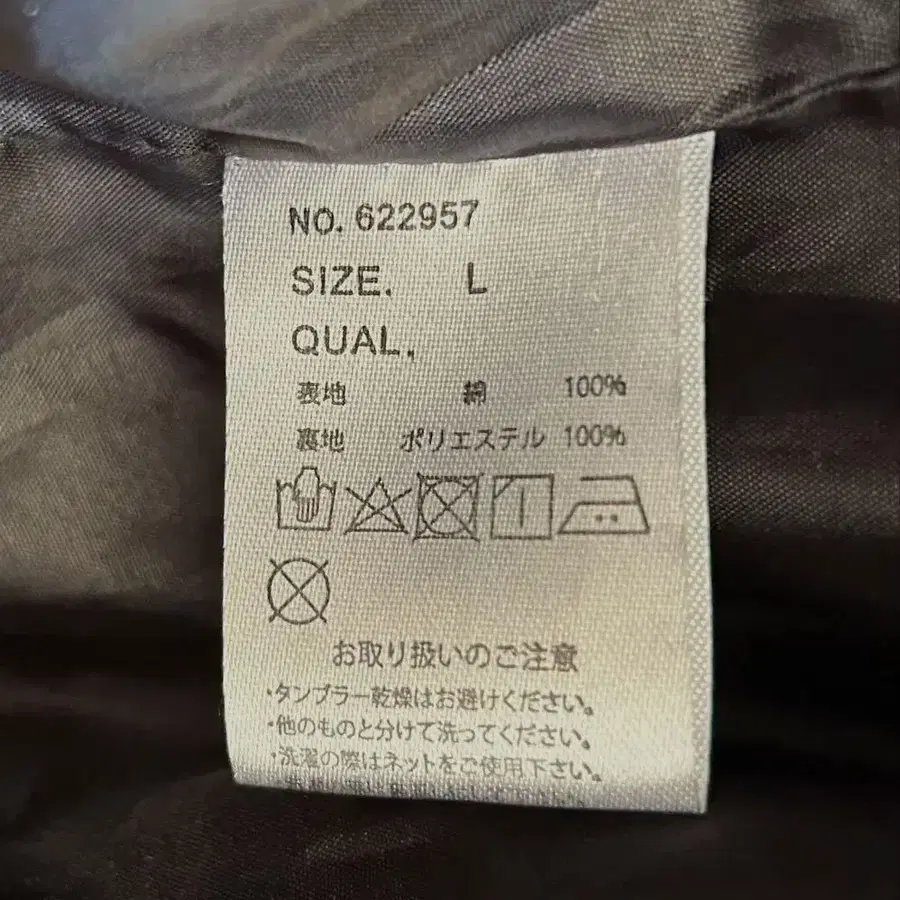 NO. 622957
SIZE. L
QUAL.
表地 綿 100%
裏地 ポリエステル 100%
お取り扱いのご注意
・タンブラー乾燥はお避けください。
・他のものと分けて洗ってください。
・洗濯の際はネットをご使用下さい。